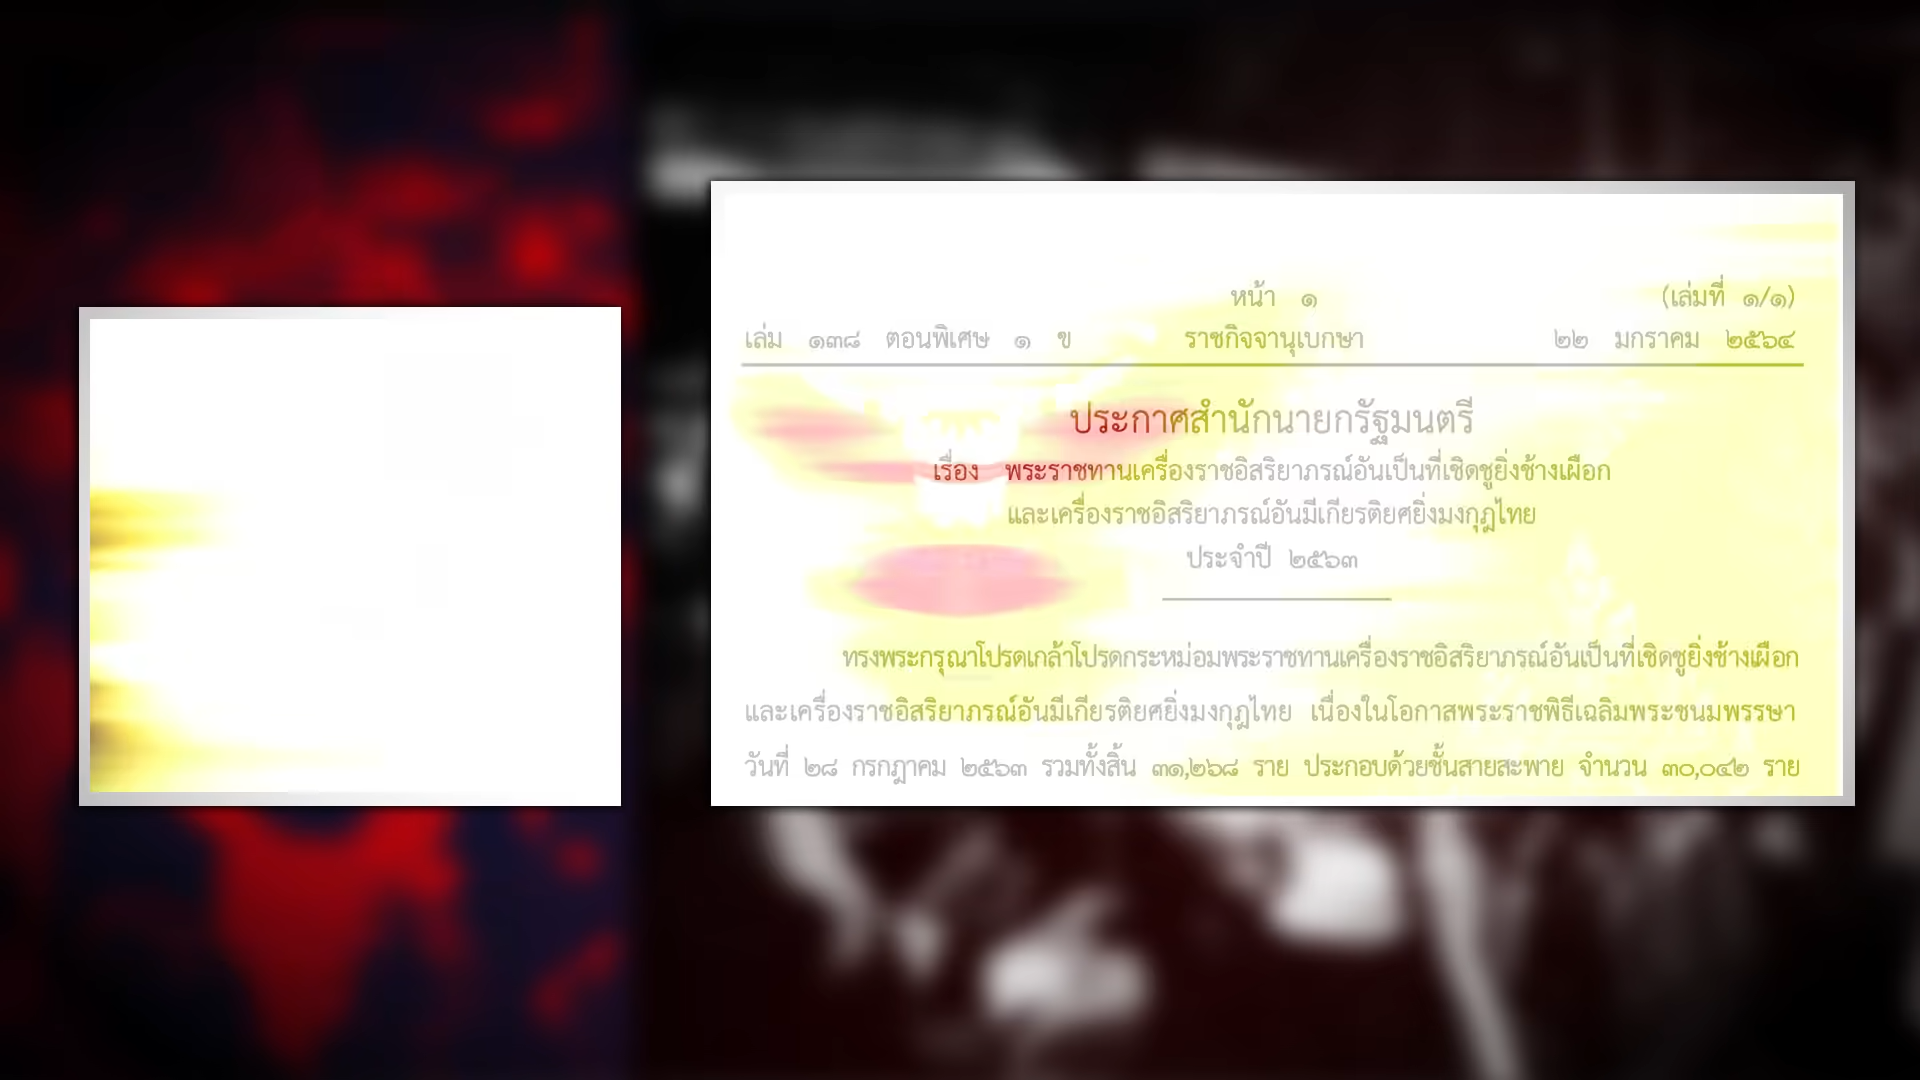 หน้า ๑ (เล่มที่ ๑/๑)
เล่ม ๑๓๘ ตอนพิเศษ ๑ ข ราชกิจจานุเบกษา ๒๒ มกราคม ๒๕๖๔
ประกาศสำนักนายกรัฐมนตรี
เรื่อง พระราชทานเครื่องราชอิสริยาภรณ์อันเป็นที่เชิดชูยิ่งช้างเผือก
และเครื่องราชอิสริยาภรณ์อันมีเกียรติยศยิ่งมงกุฎไทย
ประจำปี ๒๕๖๓
ทรงพระกรุณาโปรดเกล้าโปรดกระหม่อมพระราชทานเครื่องราชอิสริยาภรณ์อันเป็นที่เชิดชูยิ่งช้างเผือก
และเครื่องราชอิสริยาภรณ์อันมีเกียรติยศยิ่งมงกุฎไทย เนื่องในโอกาสพระราชพิธีเฉลิมพระชนมพรรษา
วันที่ ๒๘ กรกฎาคม ๒๕๖๓ รวมทั้งสิ้น ๓๑,๒๖๘ ราย ประกอบด้วยชั้นสายสะพาย จำนวน ๓๐,๐๔๒ ราย